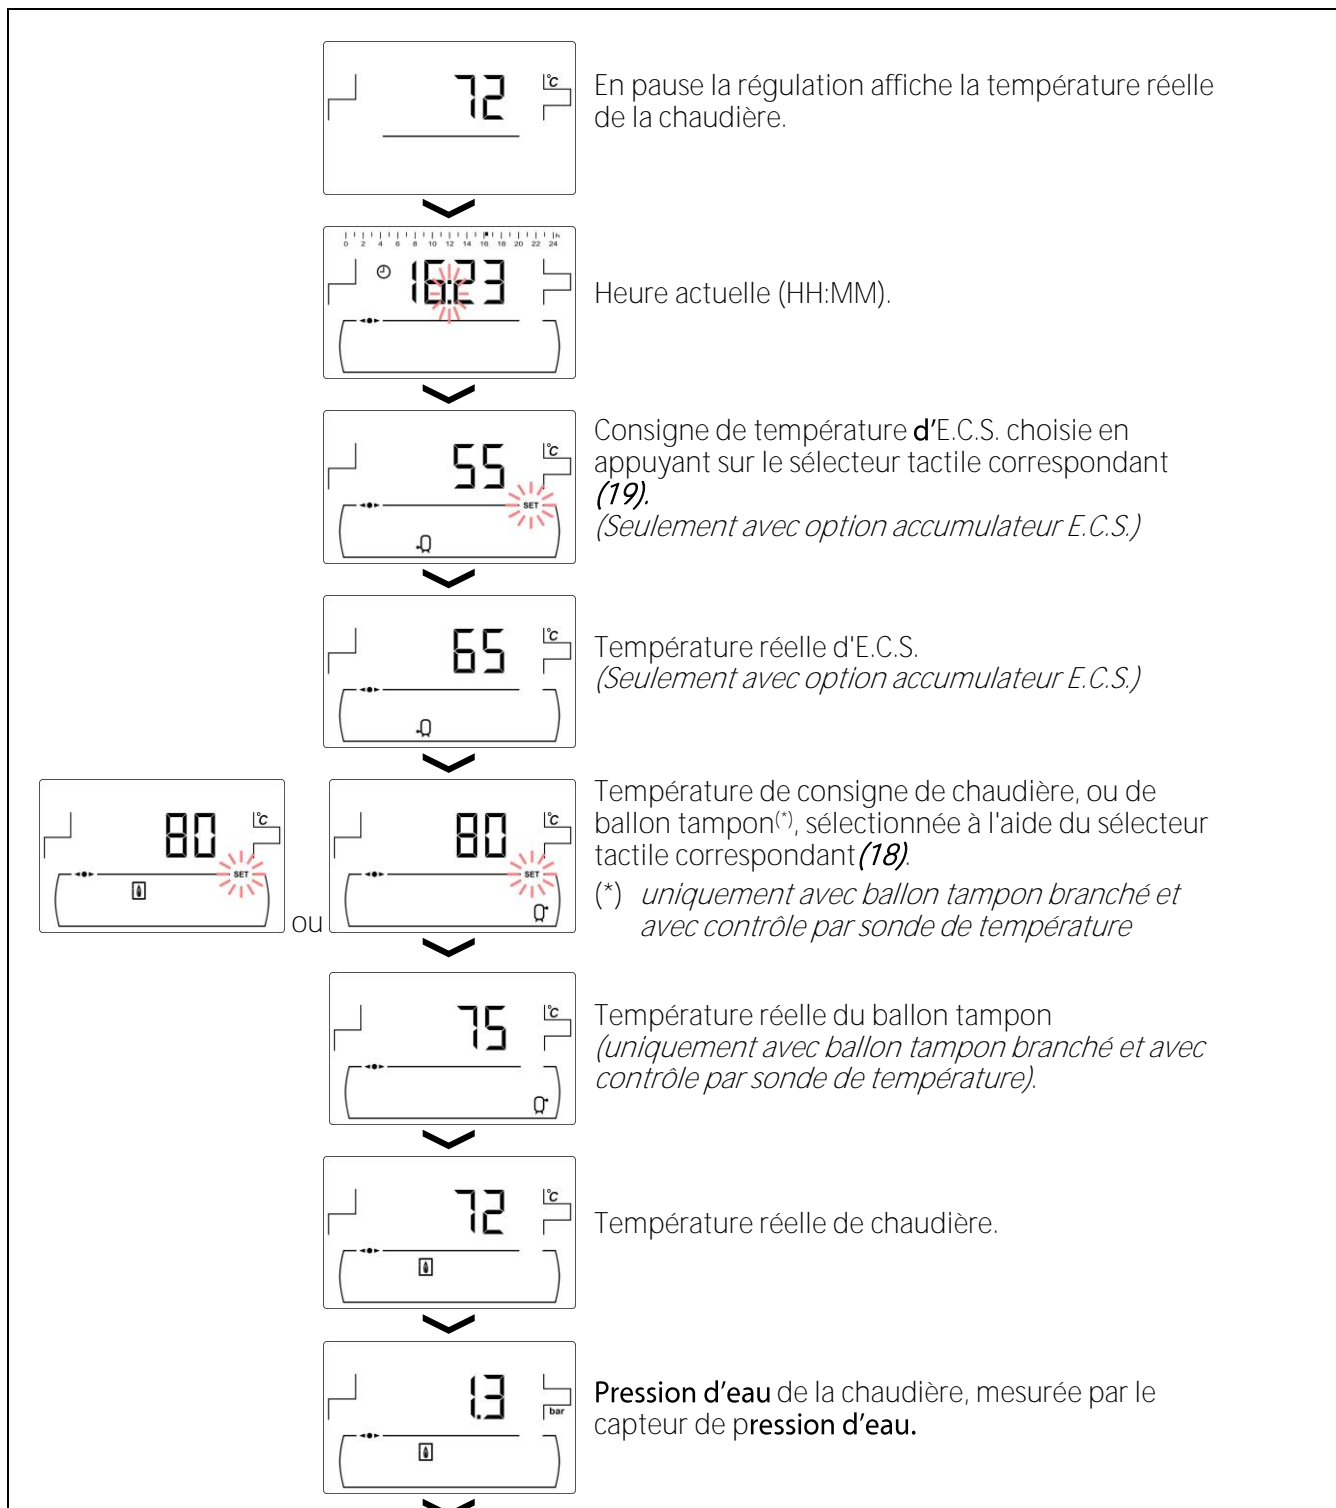 72 °C
En pause la régulation affiche la température réelle
de la chaudière.
0 2 4 6 8 10 12 14 16 18 20 22 24 h
16:23
Heure actuelle (HH:MM).
55 °C
SET
Consigne de température d'E.C.S. choisie en
appuyant sur le sélecteur tactile correspondant
(19).
(Seulement avec option accumulateur E.C.S.)
65 °C
Température réelle d'E.C.S.
(Seulement avec option accumulateur E.C.S.)
80 °C
SET
ou
80 °C
SET
Température de consigne de chaudière, ou de
ballon tampon(*), sélectionnée à l'aide du sélecteur
tactile correspondant(18).
(*) uniquement avec ballon tampon branché et
avec contrôle par sonde de température
75 °C
Température réelle du ballon tampon
(uniquement avec ballon tampon branché et avec
contrôle par sonde de température).
72 °C
Température réelle de chaudière.
1.3
bar
Pression d'eau de la chaudière, mesurée par le
capteur de pression d'eau.